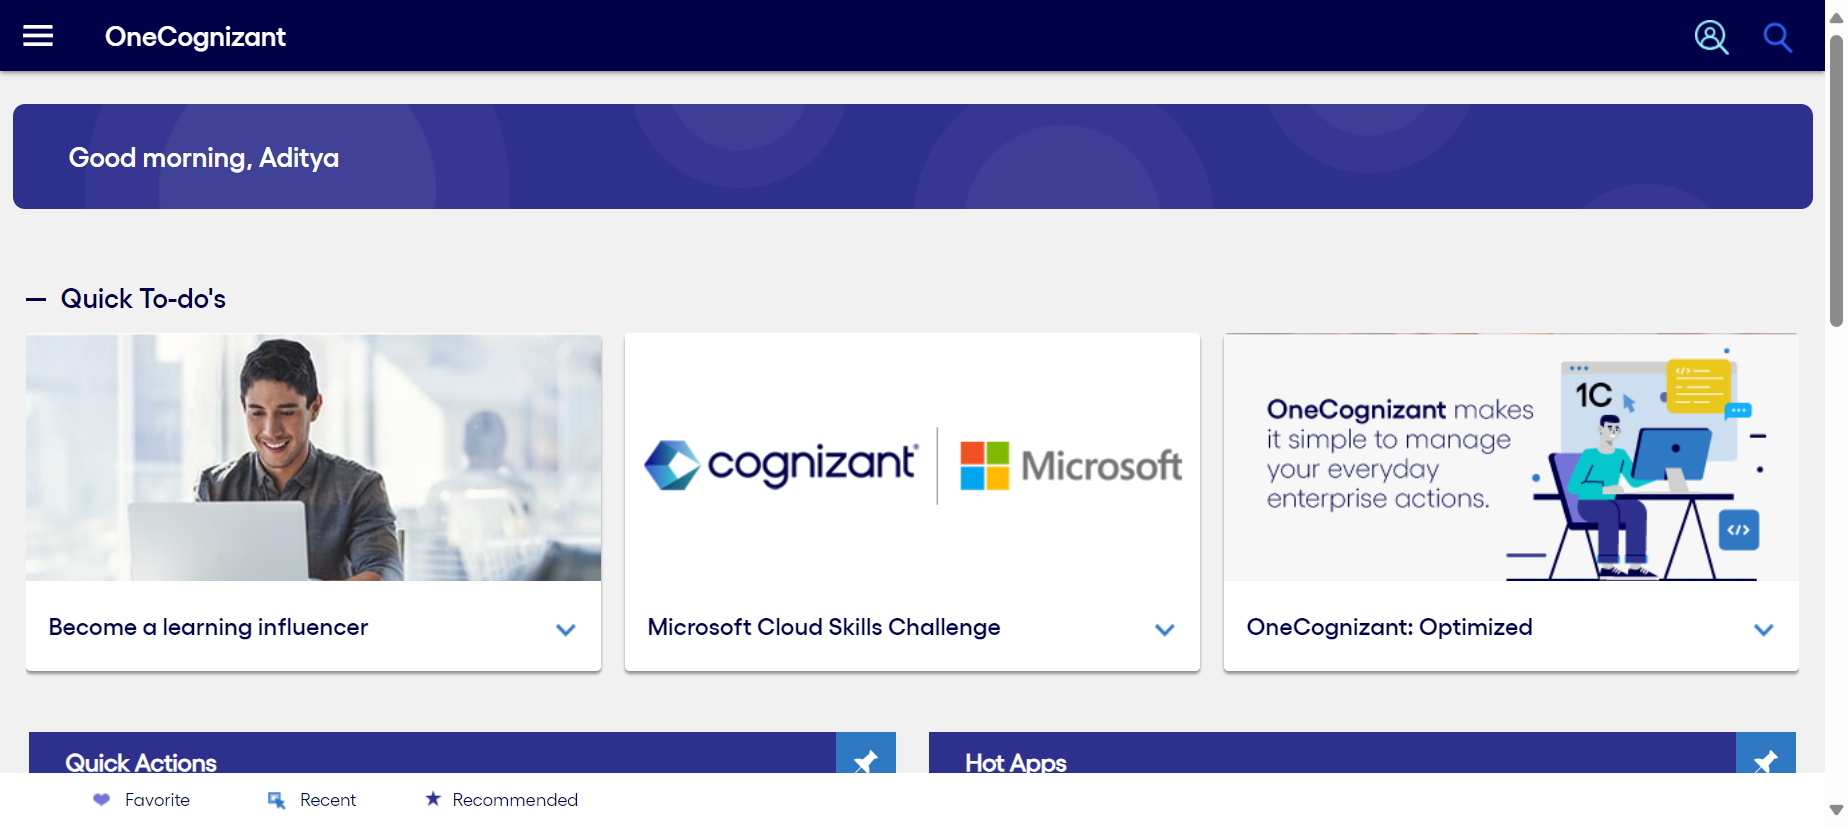 OneCognizant
Good morning, Aditya
Quick To-do's
cognizant
Microsoft
1C
OneCognizant makes
it simple to manage
your everyday
enterprise actions.
Become a learning influencer
Microsoft Cloud Skills Challenge
OneCognizant: Optimized
Quick Actions
Hot Apps
Favorite
Recent
Recommended